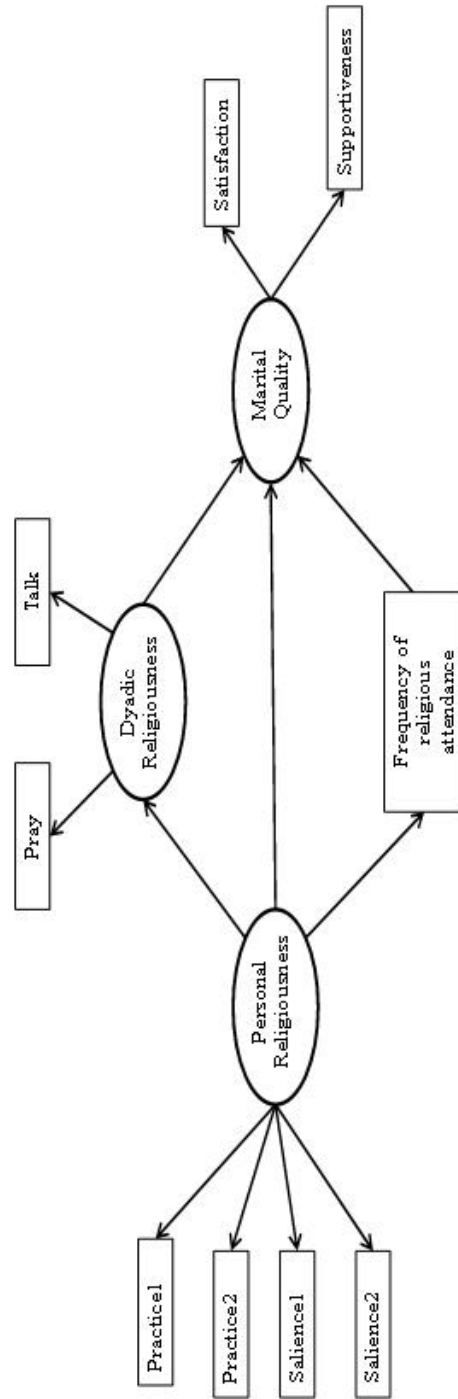 Practice1
Practice2
Salience1
Salience2
Personal
Religiousness
Pray
Talk
Dyadic
Religiousness
Frequency of
religious
attendance
Marital
Quality
Satisfaction
Supportiveness